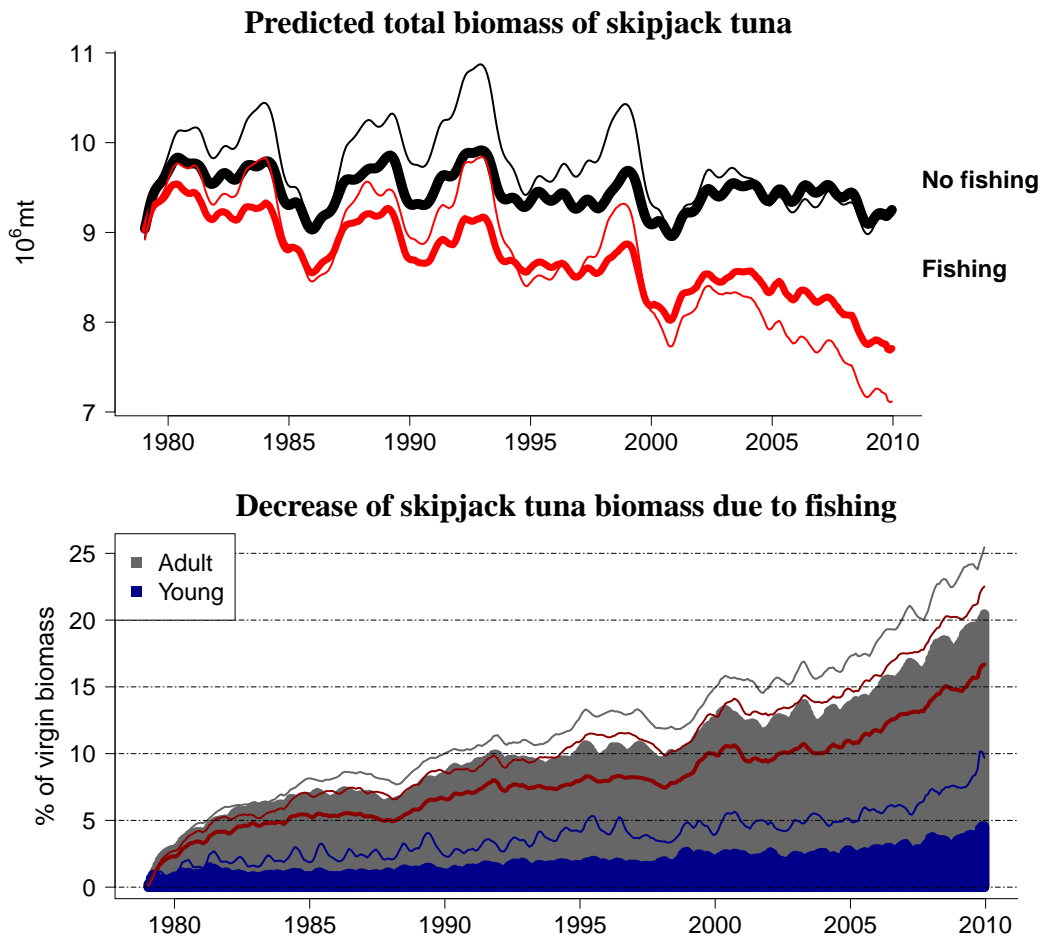 Predicted total biomass of skipjack tuna
10⁶mt
11
10
9
8
7
No fishing
Fishing
1980 1985 1990 1995 2000 2005 2010
Decrease of skipjack tuna biomass due to fishing
% of virgin biomass
25
20
15
10
5
0
Adult
Young
1980 1985 1990 1995 2000 2005 2010